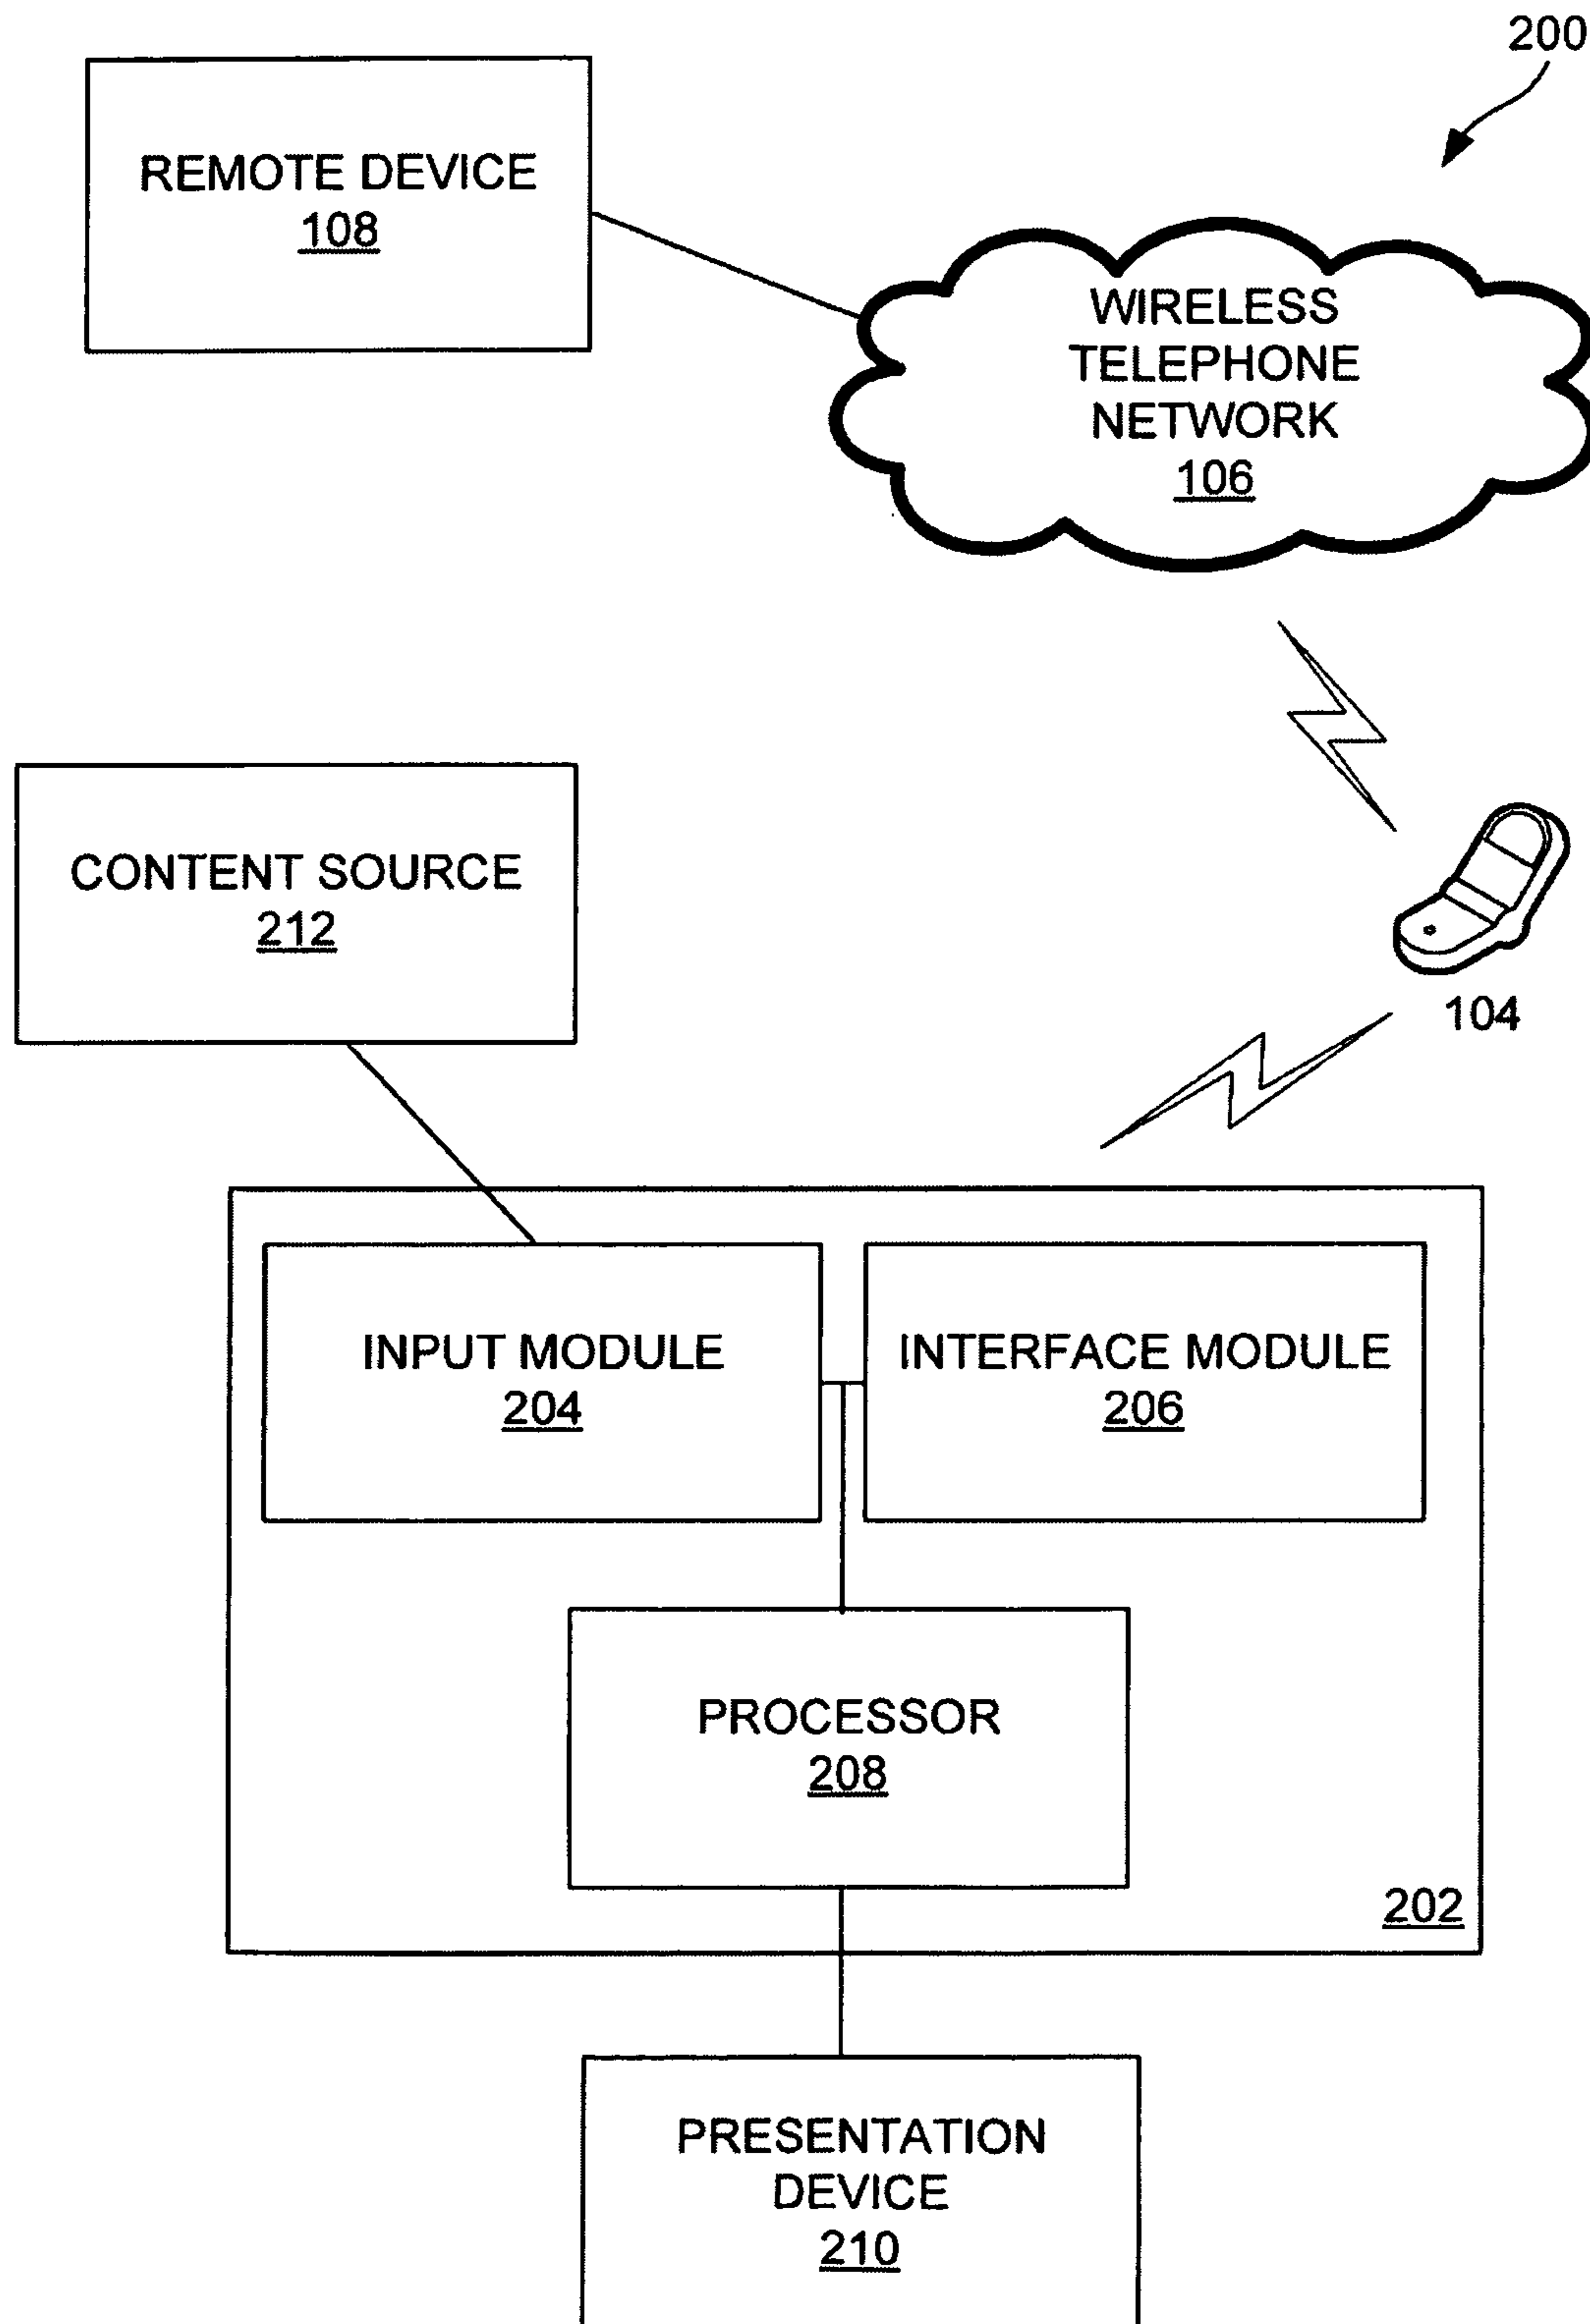 200
REMOTE DEVICE
108
WIRELESS
TELEPHONE
NETWORK
106
CONTENT SOURCE
212
104
INPUT MODULE
204
INTERFACE MODULE
206
PROCESSOR
208
202
PRESENTATION
DEVICE
210